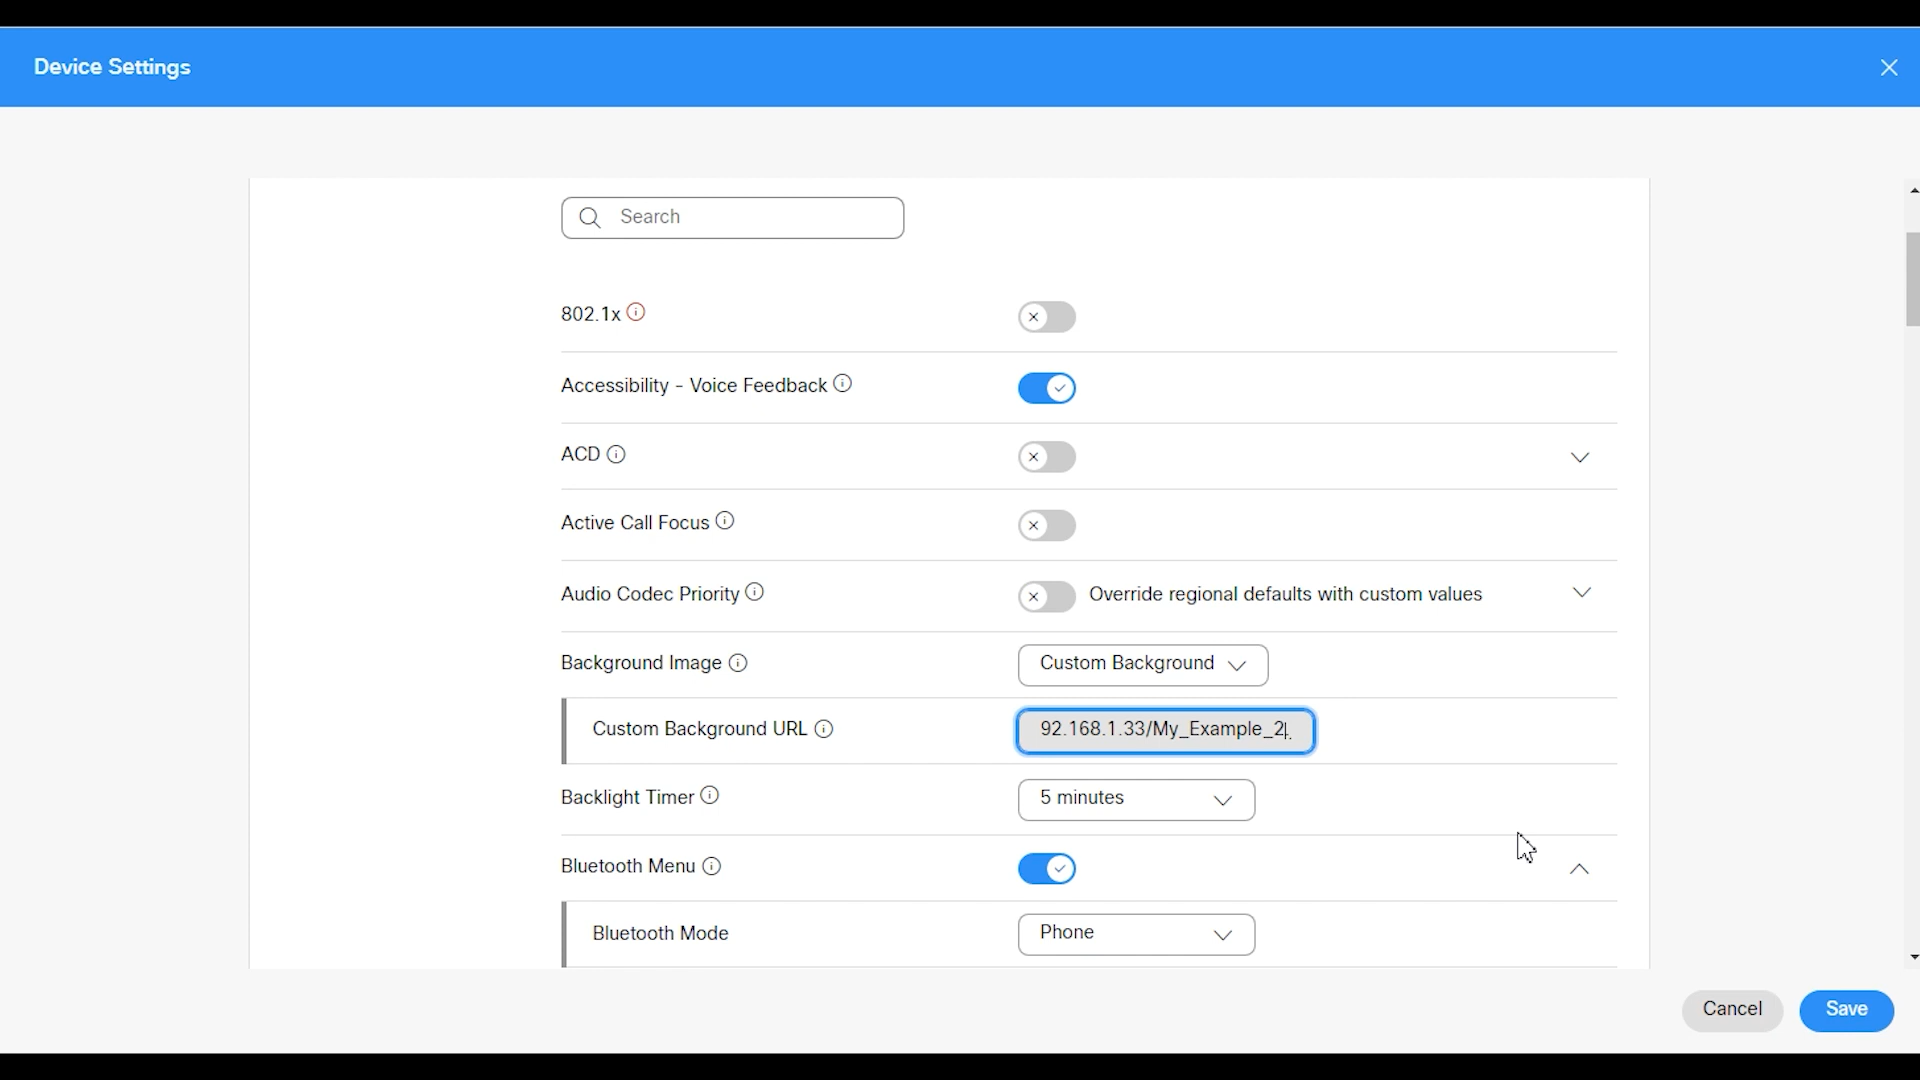 Device Settings
Search
802.1x
Accessibility - Voice Feedback
ACD
Active Call Focus
Audio Codec Priority
Override regional defaults with custom values
Background Image
Custom Background
Custom Background URL
92.168.1.33/My_Example_2
Backlight Timer
5 minutes
Bluetooth Menu
Bluetooth Mode
Phone
Cancel
Save